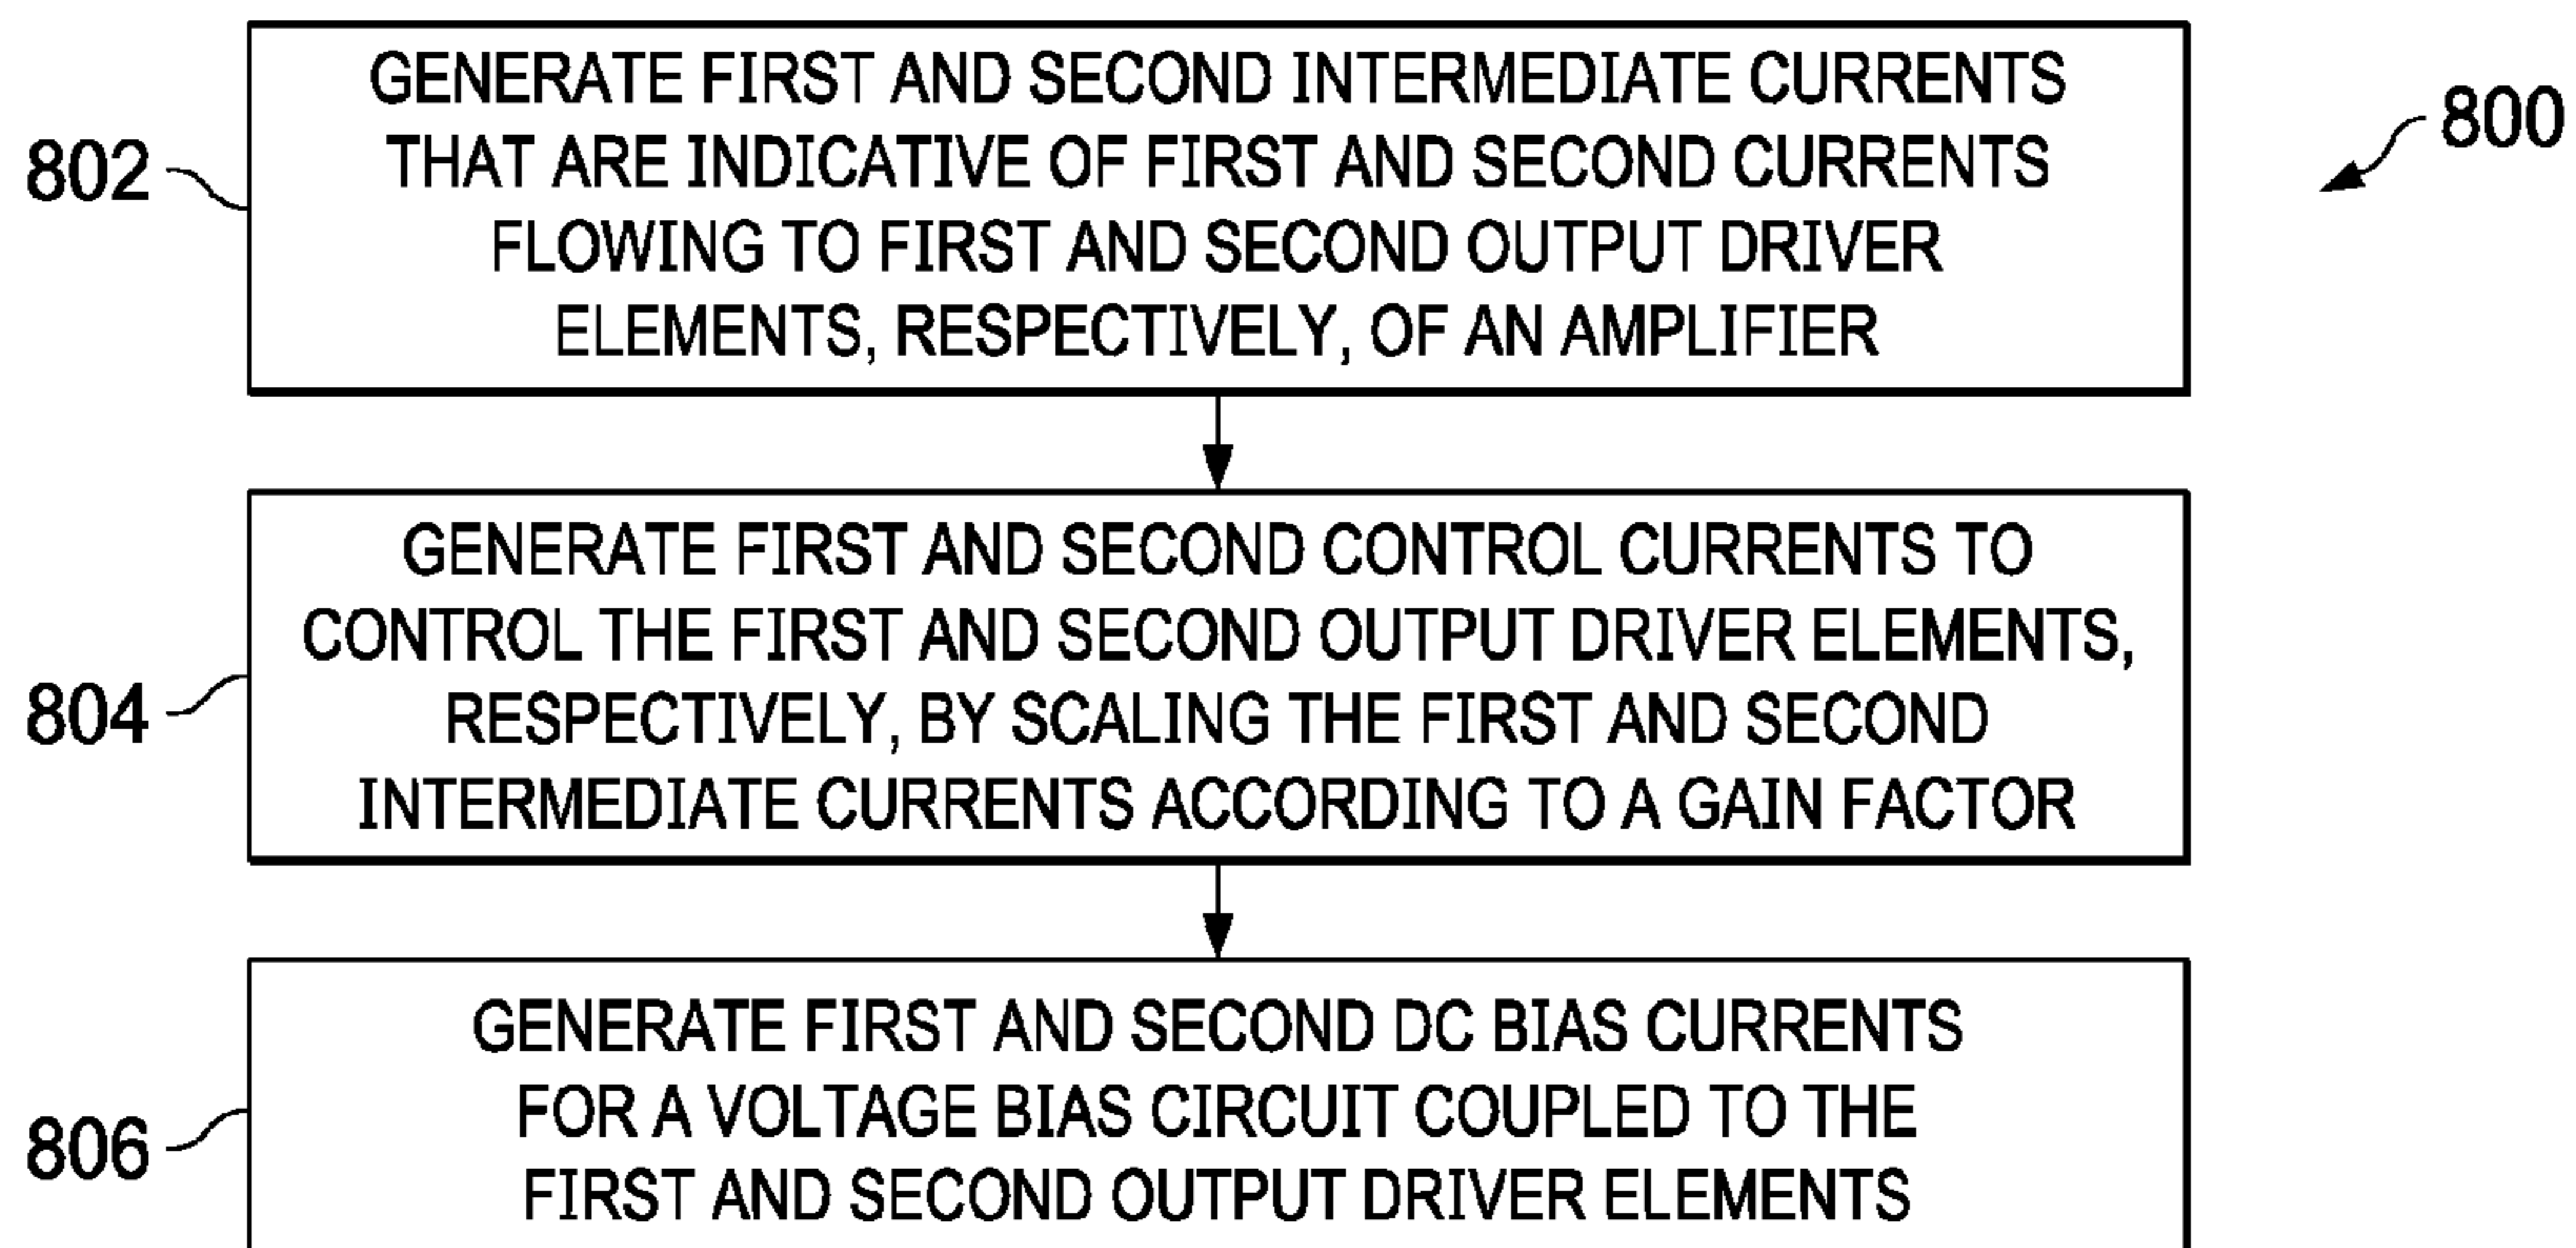 GENERATE FIRST AND SECOND INTERMEDIATE CURRENTS
THAT ARE INDICATIVE OF FIRST AND SECOND CURRENTS
FLOWING TO FIRST AND SECOND OUTPUT DRIVER
ELEMENTS, RESPECTIVELY, OF AN AMPLIFIER
802
800
GENERATE FIRST AND SECOND CONTROL CURRENTS TO
CONTROL THE FIRST AND SECOND OUTPUT DRIVER ELEMENTS,
RESPECTIVELY, BY SCALING THE FIRST AND SECOND
INTERMEDIATE CURRENTS ACCORDING TO A GAIN FACTOR
804
GENERATE FIRST AND SECOND DC BIAS CURRENTS
FOR A VOLTAGE BIAS CIRCUIT COUPLED TO THE
FIRST AND SECOND OUTPUT DRIVER ELEMENTS
806